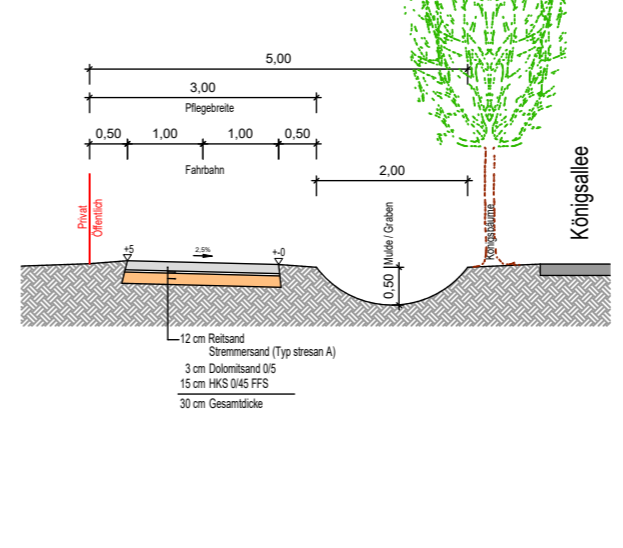 5,00
3,00
Pflegebreite
0,50 1,00 1,00 0,50
Fahrbahn
2,00
Privat
Öffentlich
+5
2,5%
+-0
0,50
Mulde / Graben
Königsbäume
Königsallee
12 cm Reitsand
Stremmersand (Typ stresan A)
3 cm Dolomitsand 0/5
15 cm HKS 0/45 FFS
30 cm Gesamtdicke